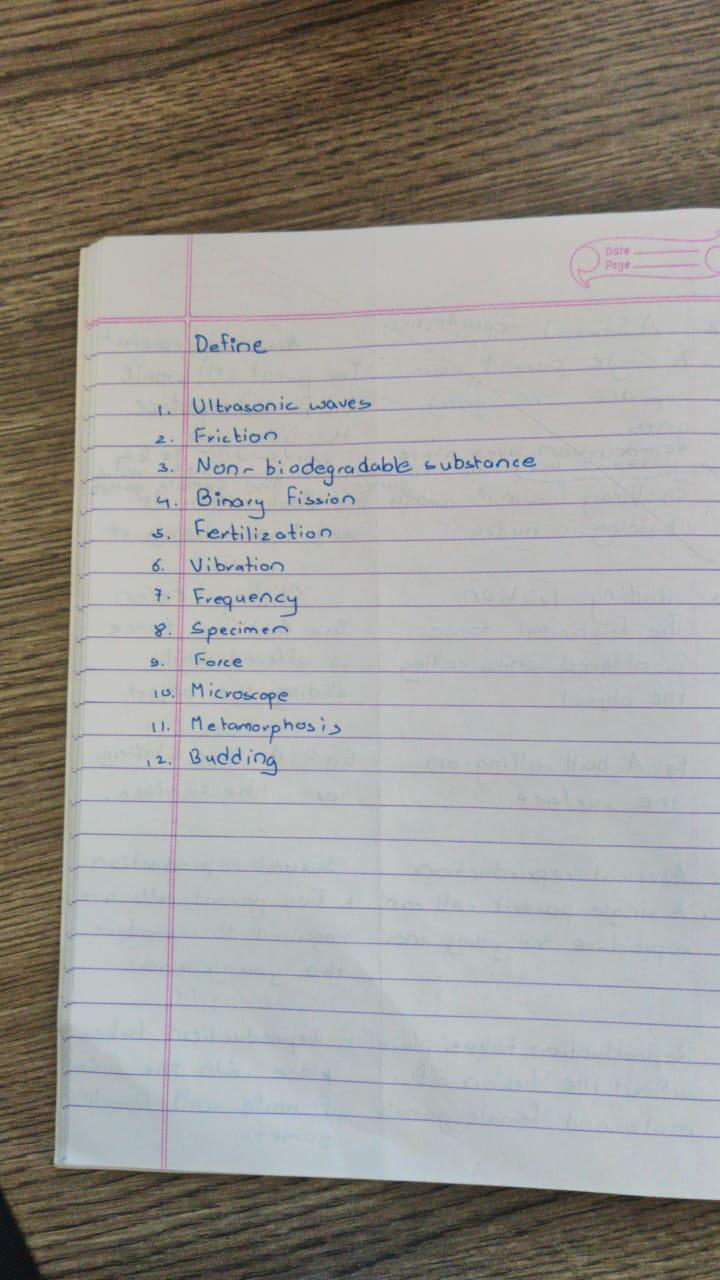 Date
Page
Define
1. Ultrasonic waves
2. Friction
3. Non-biodegradable substance
4. Binary fission
5. Fertilization
6. Vibration
7. Frequency
8. Specimen
9. Force
10. Microscope
11. Metamorphosis
12. Budding